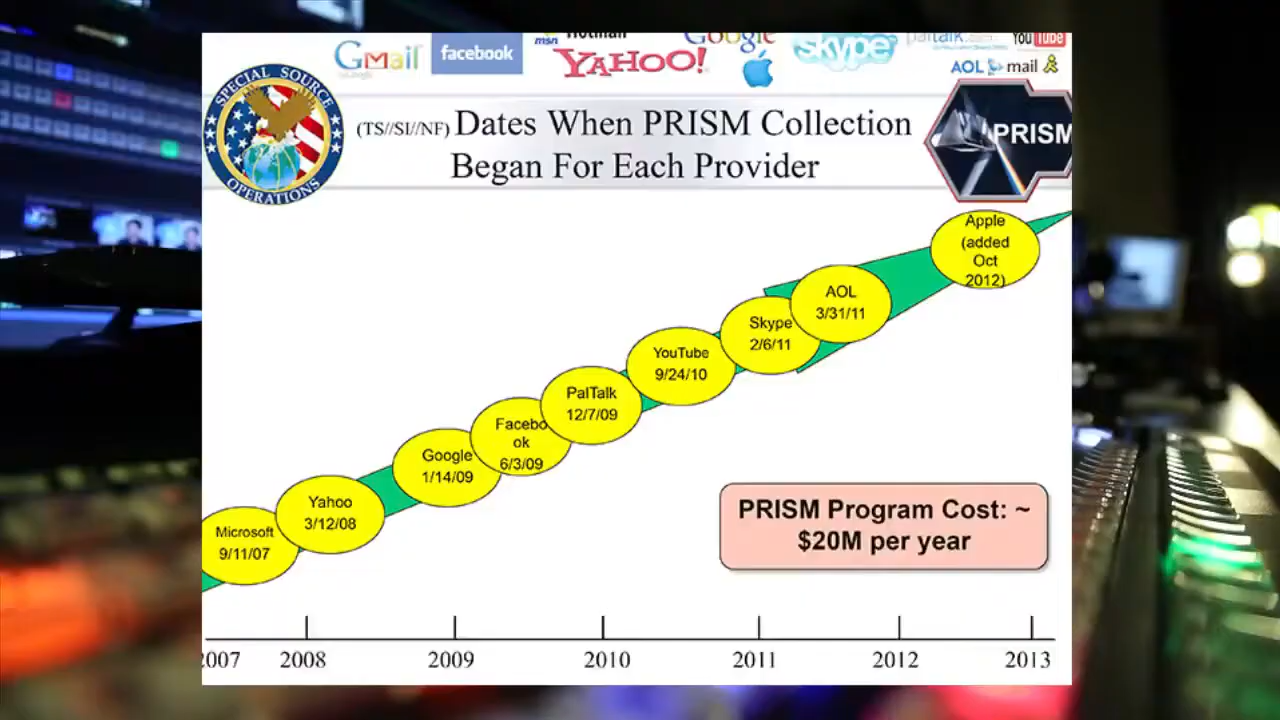 Hotmail
Google
paltalk.com
You Tube
msn
Gmail
facebook
YAHOO!
skype
AOL mail
SPECIAL SOURCE
OPERATIONS
(TS//SI//NF) Dates When PRISM Collection
Began For Each Provider
PRISM
Apple
(added
Oct
2012)
AOL
3/31/11
Skype
2/6/11
YouTube
9/24/10
PalTalk
12/7/09
Facebo
ok
6/3/09
Google
1/14/09
Yahoo
3/12/08
Microsoft
9/11/07
PRISM Program Cost: ~
$20M per year
2007 2008 2009 2010 2011 2012 2013